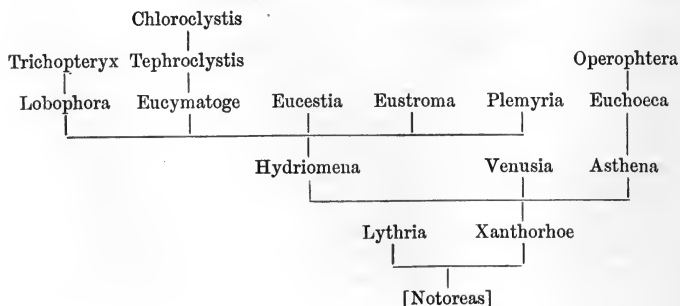 Chloroclystis
Trichopteryx Tephroclystis Operophtera
Lobophora Eucymatoge Eucestia Eustroma Plemyria Euchoeca
Hydriomena Venusia Asthena
Lythria Xanthorhoe
[Notoreas]